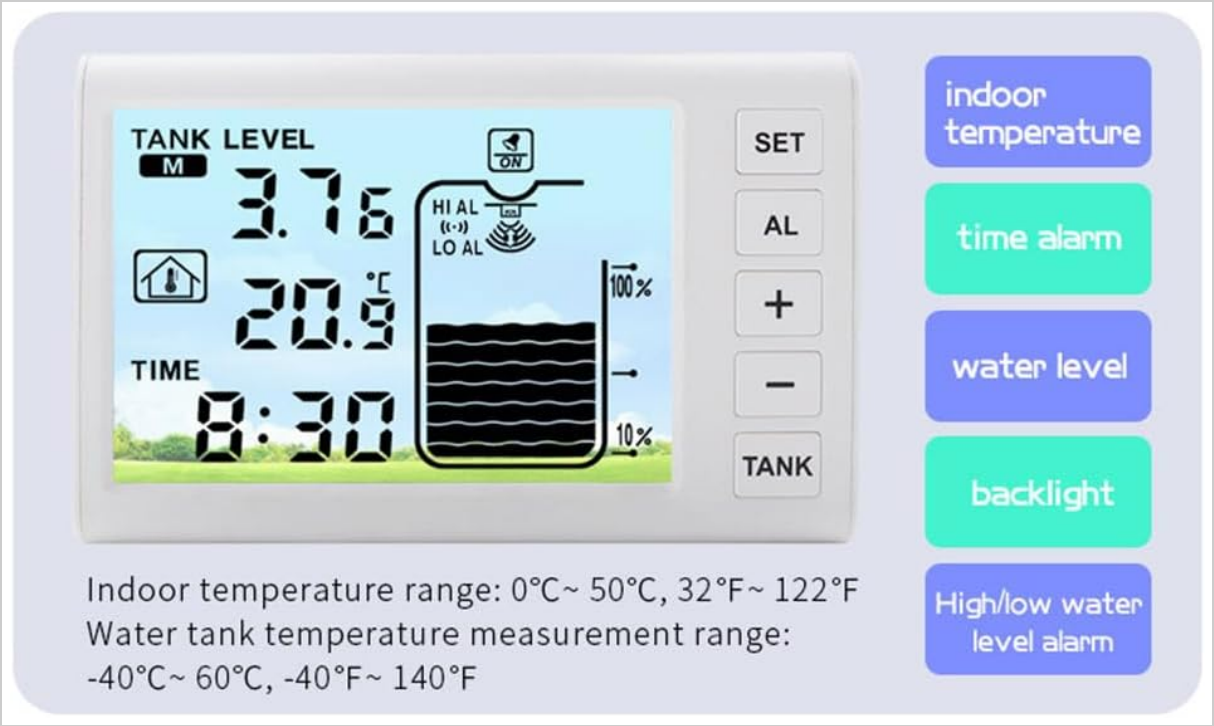 TANK LEVEL
M
3.76
°C
20.9
TIME
8:30
ON
HI AL
((·))
LO AL
100%
10%
SET
AL
+
−
TANK
indoor
temperature
time alarm
water level
backlight
High/low water
level alarm
Indoor temperature range: 0°C~ 50°C, 32°F~ 122°F
Water tank temperature measurement range:
-40°C~ 60°C, -40°F~ 140°F